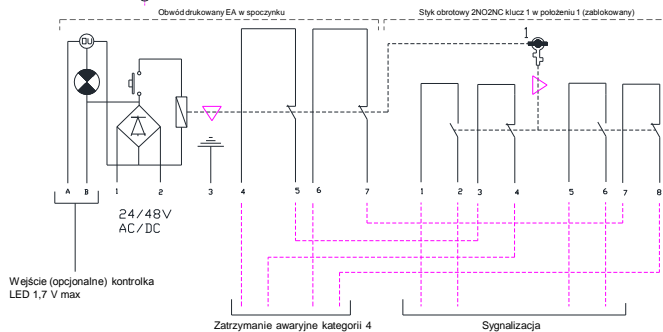 Obwód drukowany EA w spoczynku
Styk obrotowy 2NO2NC klucz 1 w położeniu 1 (zablokowany)
OU
1
A B 1 2 3 4 5 6 7 1 2 3 4 5 6 7 8
24/48V
AC/DC
Wejście (opcjonalne) kontrolka
LED 1,7 V max
Zatrzymanie awaryjne kategorii 4
Sygnalizacja